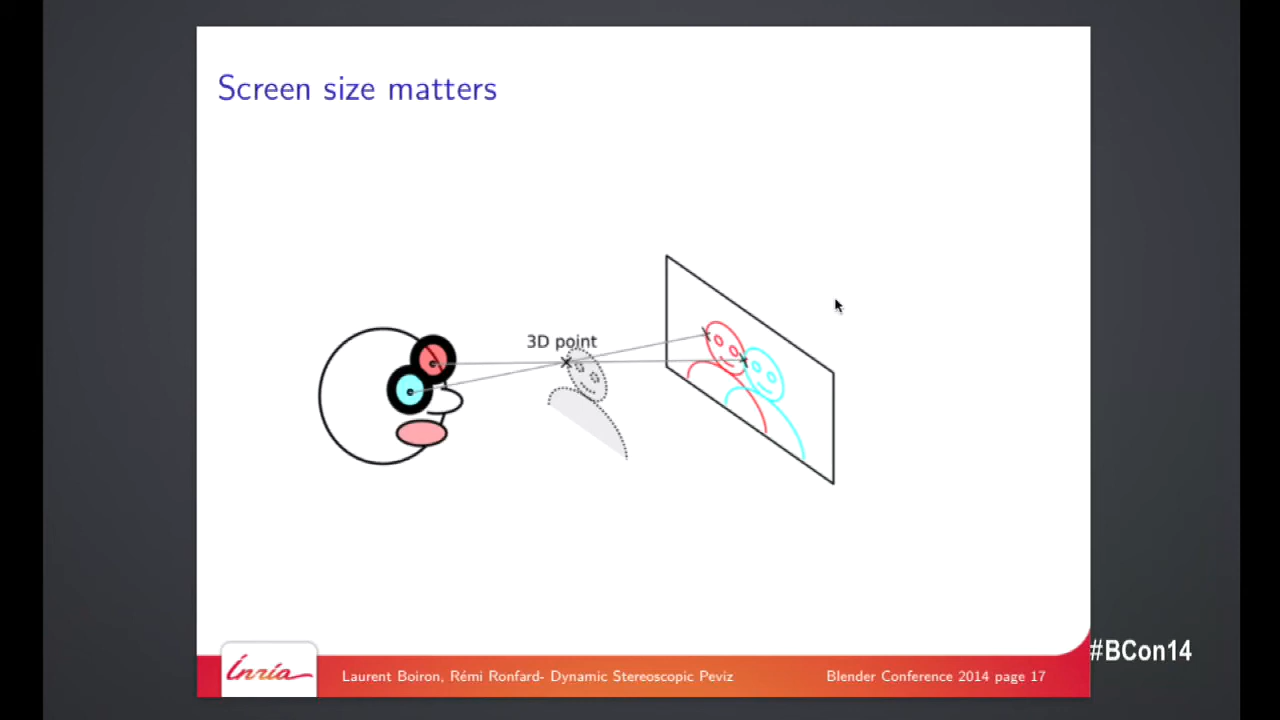 Screen size matters
3D point
#BCon14
Inria
Laurent Boiron, Rémi Ronfard- Dynamic Stereoscopic Peviz
Blender Conference 2014 page 17